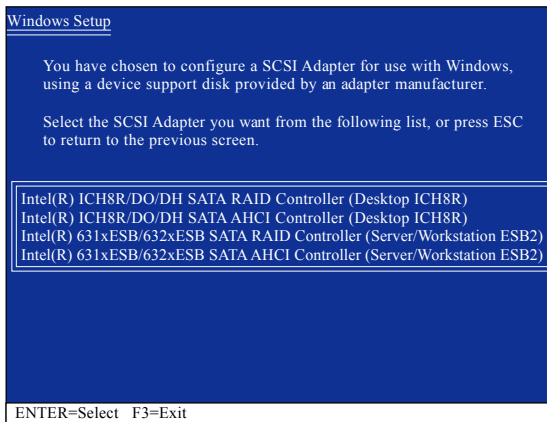 Windows Setup
You have chosen to configure a SCSI Adapter for use with Windows,
using a device support disk provided by an adapter manufacturer.
Select the SCSI Adapter you want from the following list, or press ESC
to return to the previous screen.
Intel(R) ICH8R/DO/DH SATA RAID Controller (Desktop ICH8R)
Intel(R) ICH8R/DO/DH SATA AHCI Controller (Desktop ICH8R)
Intel(R) 631xESB/632xESB SATA RAID Controller (Server/Workstation ESB2)
Intel(R) 631xESB/632xESB SATA AHCI Controller (Server/Workstation ESB2)
ENTER=Select F3=Exit